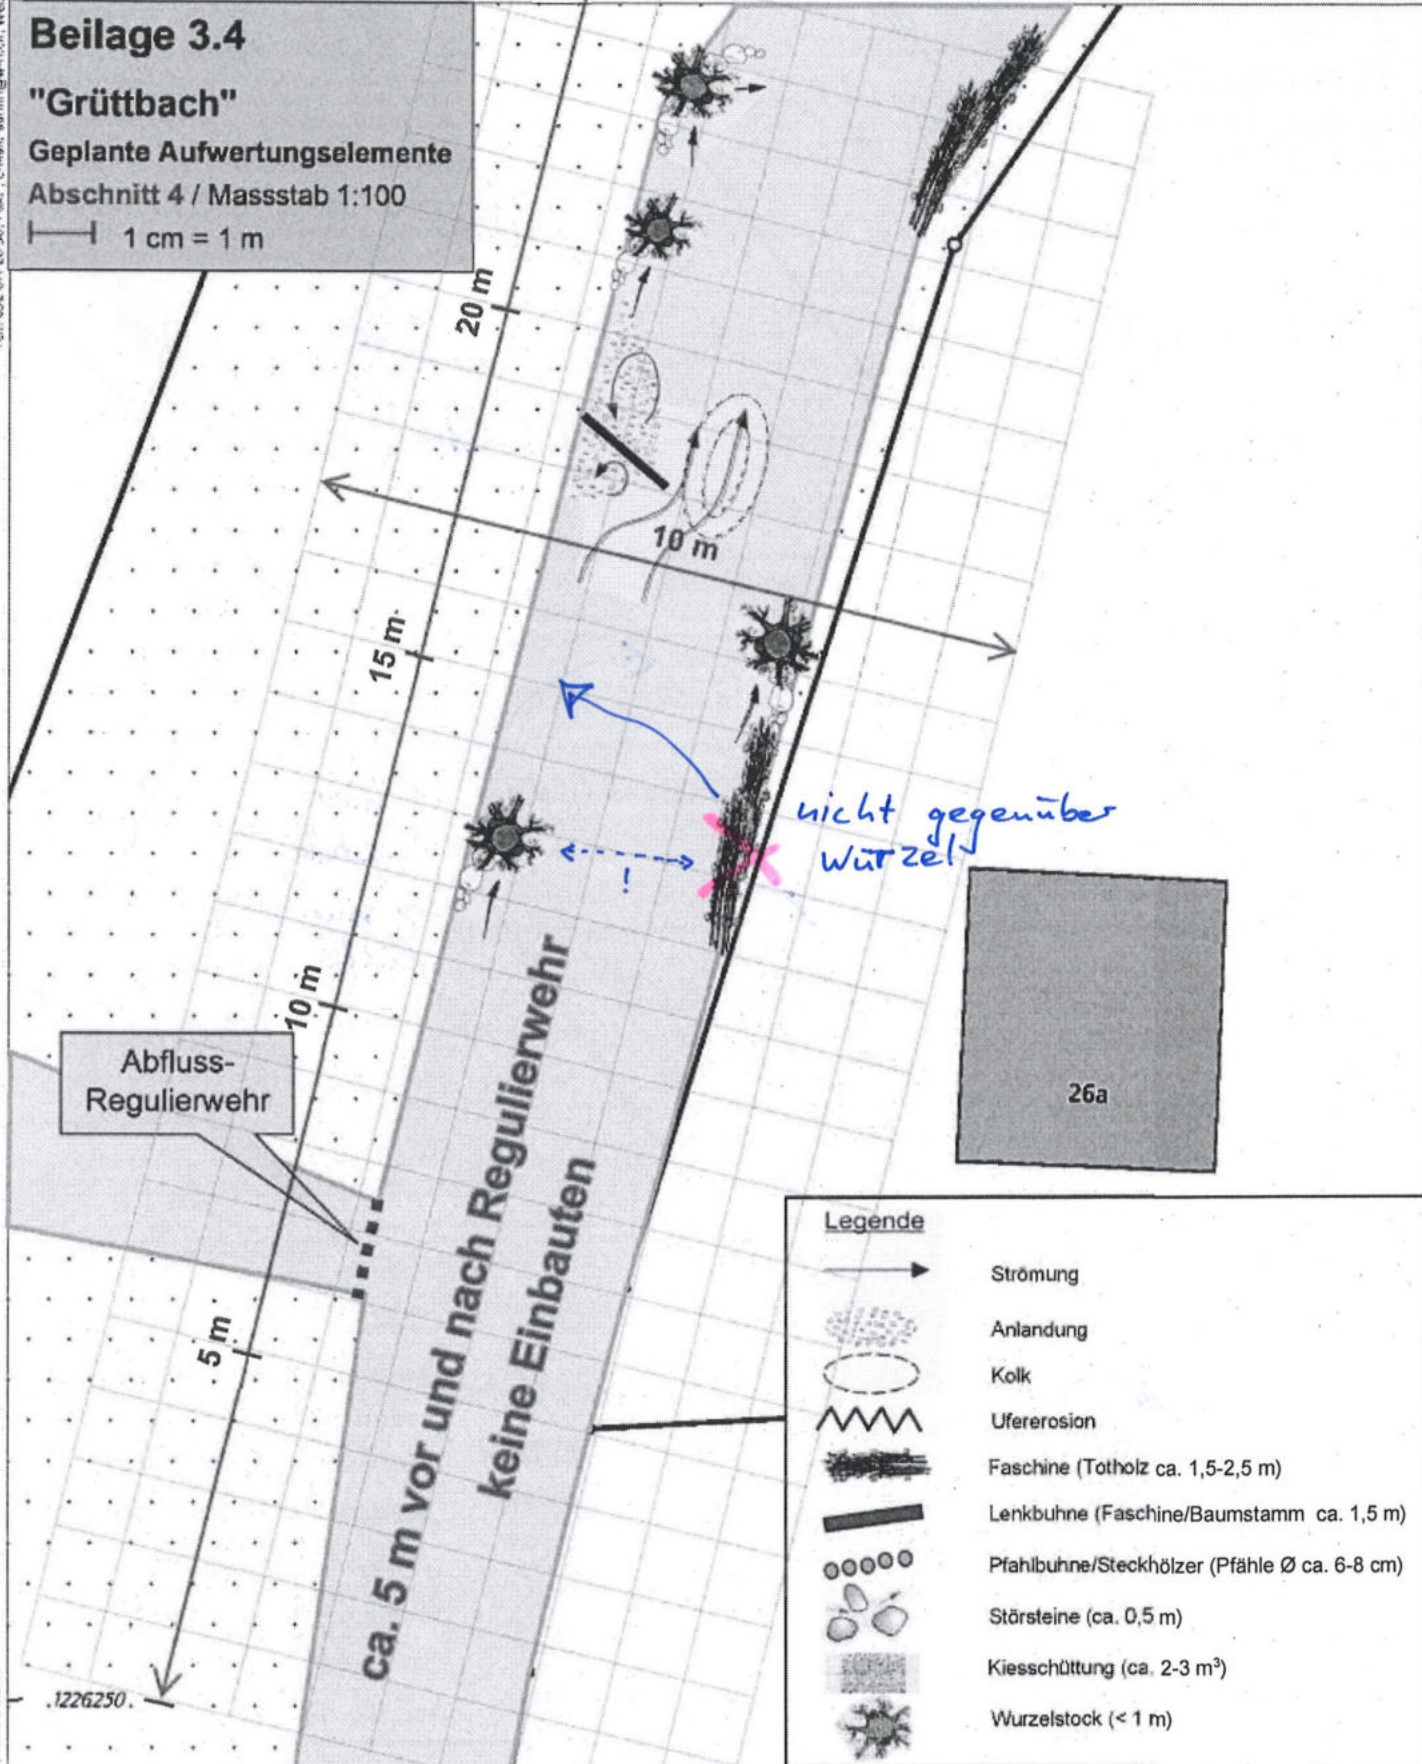 Beilage 3.4
"Grüttbach"
Geplante Aufwertungselemente
Abschnitt 4 / Massstab 1:100
1 cm = 1 m
20 m
10 m
15 m
nicht gegenüber
Wurzel
!
10 m
Abfluss-
Regulierwehr
26a
5 m
ca. 5 m vor und nach Regulierwehr
keine Einbauten
.1226250.
Legende
Strömung
Anlandung
Kolk
Ufererosion
Faschine (Totholz ca. 1,5-2,5 m)
Lenkbuhne (Faschine/Baumstamm ca. 1,5 m)
Pfahlbuhne/Steckhölzer (Pfähle Ø ca. 6-8 cm)
Störsteine (ca. 0,5 m)
Kiesschüttung (ca. 2-3 m³)
Wurzelstock (< 1 m)